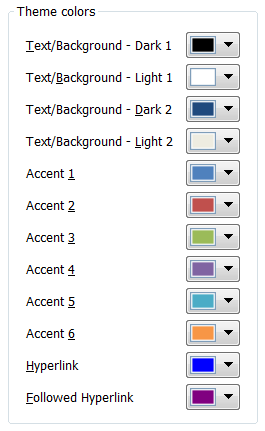 Theme colors
Text/Background - Dark 1
Text/Background - Light 1
Text/Background - Dark 2
Text/Background - Light 2
Accent 1
Accent 2
Accent 3
Accent 4
Accent 5
Accent 6
Hyperlink
Followed Hyperlink